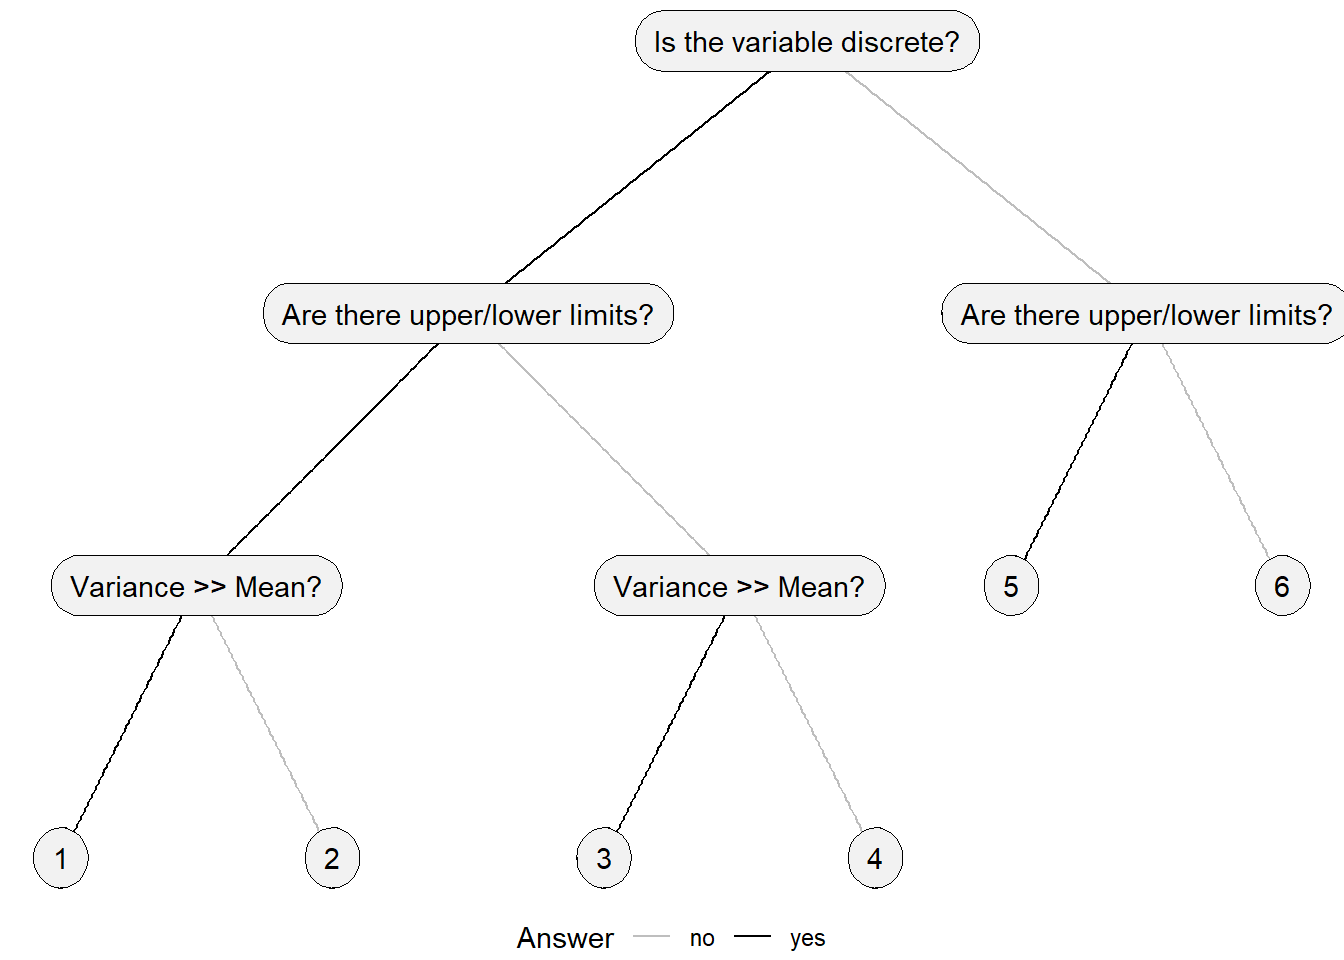 Is the variable discrete?
Are there upper/lower limits?
Are there upper/lower limits?
Variance >> Mean?
Variance >> Mean?
5
6
1
2
3
4
Answer no yes